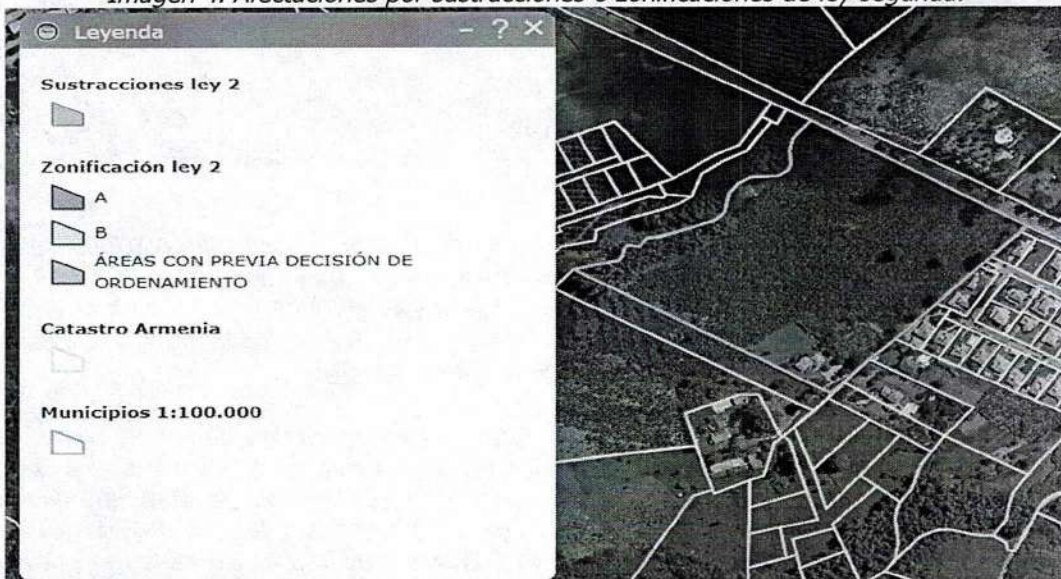 Leyenda
Sustracciones ley 2
Zonificación ley 2
A
B
ÁREAS CON PREVIA DECISIÓN DE
ORDENAMIENTO
Catastro Armenia
Municipios 1:100.000